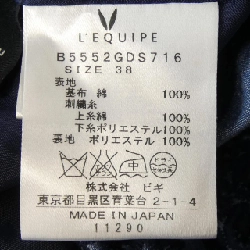 L'EQUIPE
B5552GDS716
SIZE 38
表地
基布 綿 100%
刺繍糸
上糸綿 100%
下糸ポリエステル 100%
裏地 ポリエステル 100%
株式会社 ビギ
東京都目黒区青葉台 2-1-4
MADE IN JAPAN
11290